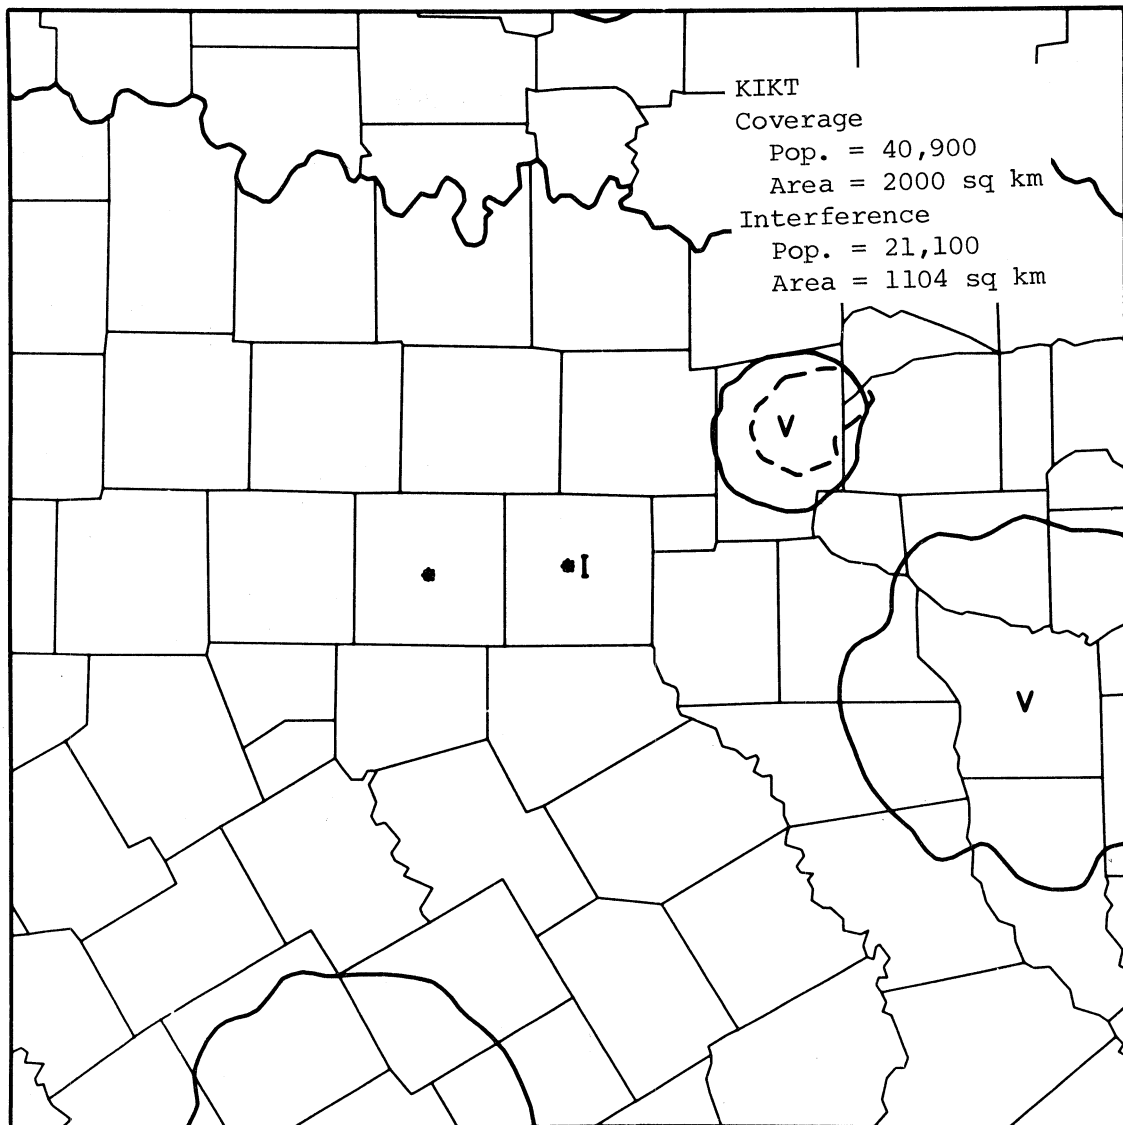 KIKT
Coverage
Pop. = 40,900
Area = 2000 sq km
Interference
Pop. = 21,100
Area = 1104 sq km
V
I
V